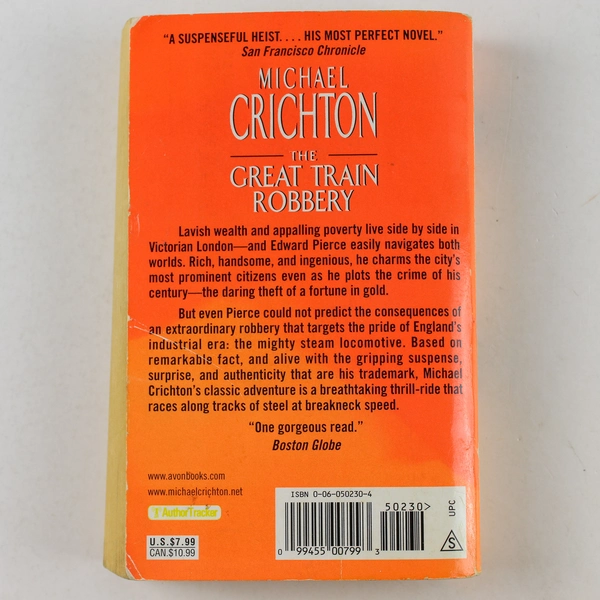 "A SUSPENSEFUL HEIST. . . . HIS MOST PERFECT NOVEL."
San Francisco Chronicle
MICHAEL
CRICHTON
THE
GREAT TRAIN
ROBBERY
Lavish wealth and appalling poverty live side by side in
Victorian London—and Edward Pierce easily navigates both
worlds. Rich, handsome, and ingenious, he charms the city's
most prominent citizens even as he plots the crime of his
century—the daring theft of a fortune in gold.
But even Pierce could not predict the consequences of
an extraordinary robbery that targets the pride of England's
industrial era: the mighty steam locomotive. Based on
remarkable fact, and alive with the gripping suspense,
surprise, and authenticity that are his trademark, Michael
Crichton's classic adventure is a breathtaking thrill-ride that
races along tracks of steel at breakneck speed.
"One gorgeous read."
Boston Globe
www.avonbooks.com
www.michaelcrichton.net
AuthorTracker
U.S.$7.99
CAN.$10.99
ISBN 0-06-050230-4
50230>
0 99455 00799 3
UPC
S